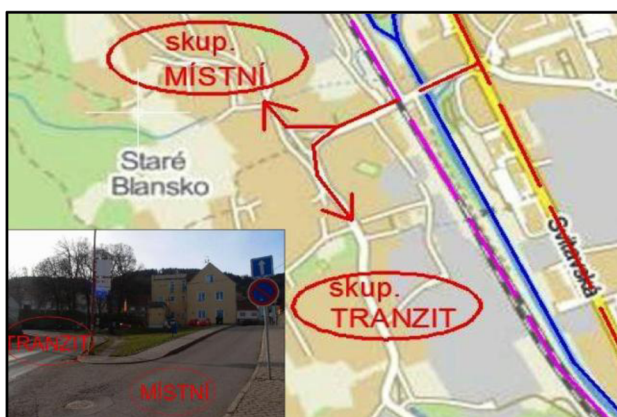 skup.
MÍSTNÍ
Staré
Blansko
Svitavská
skup.
TRANZIT
TRANZIT
MÍSTNÍ